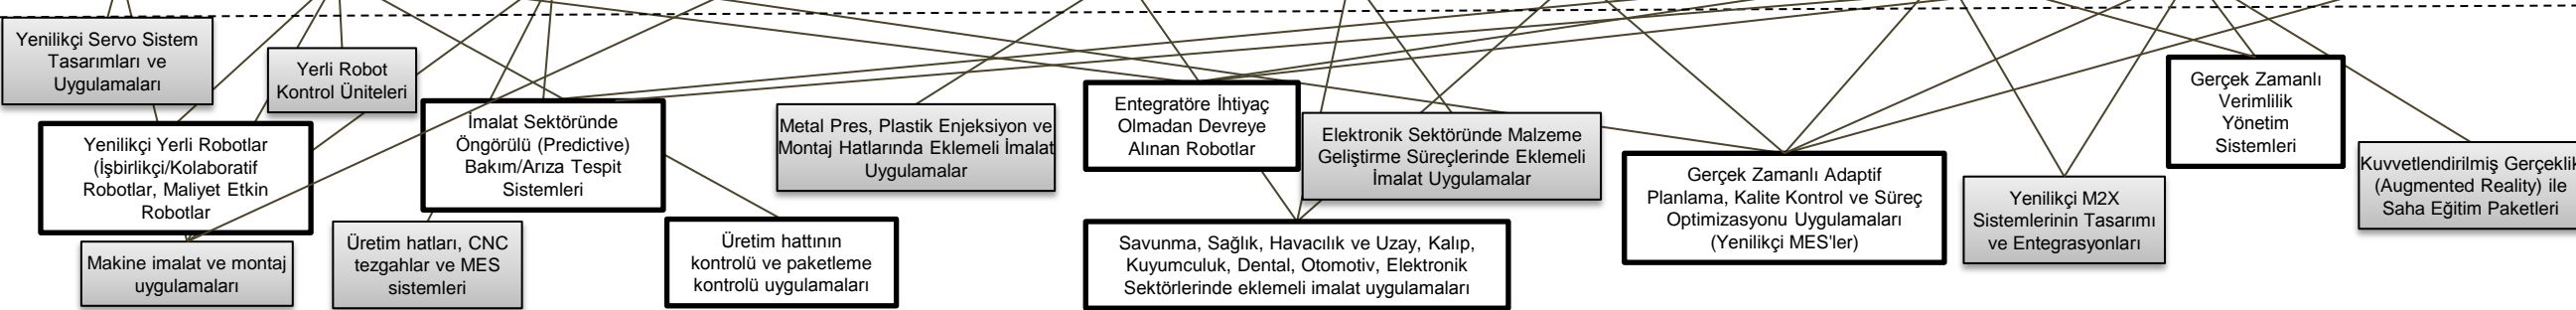 Yenilikçi Servo Sistem
Tasarımları ve
Uygulamaları
Yerli Robot
Kontrol Üniteleri
Yenilikçi Yerli Robotlar
(İşbirlikçi/Kolaboratif
Robotlar, Maliyet Etkin
Robotlar
İmalat Sektöründe
Öngörülü (Predictive)
Bakım/Arıza Tespit
Sistemleri
Metal Pres, Plastik Enjeksiyon ve
Montaj Hatlarında Eklemeli İmalat
Uygulamalar
Entegratöre İhtiyaç
Olmadan Devreye
Alınan Robotlar
Elektronik Sektöründe Malzeme
Geliştirme Süreçlerinde Eklemeli
İmalat Uygulamalar
Gerçek Zamanlı Adaptif
Planlama, Kalite Kontrol ve Süreç
Optimizasyonu Uygulamaları
(Yenilikçi MES'ler)
Gerçek Zamanlı
Verimlilik
Yönetim
Sistemleri
Yenilikçi M2X
Sistemlerinin Tasarımı
ve Entegrasyonları
Kuvvetlendirilmiş Gerçeklik
(Augmented Reality) ile
Saha Eğitim Paketleri
Makine imalat ve montaj
uygulamaları
Üretim hatları, CNC
tezgahlar ve MES
sistemleri
Üretim hattının
kontrolü ve paketleme
kontrolü uygulamaları
Savunma, Sağlık, Havacılık ve Uzay, Kalıp,
Kuyumculuk, Dental, Otomotiv, Elektronik
Sektörlerinde eklemeli imalat uygulamaları